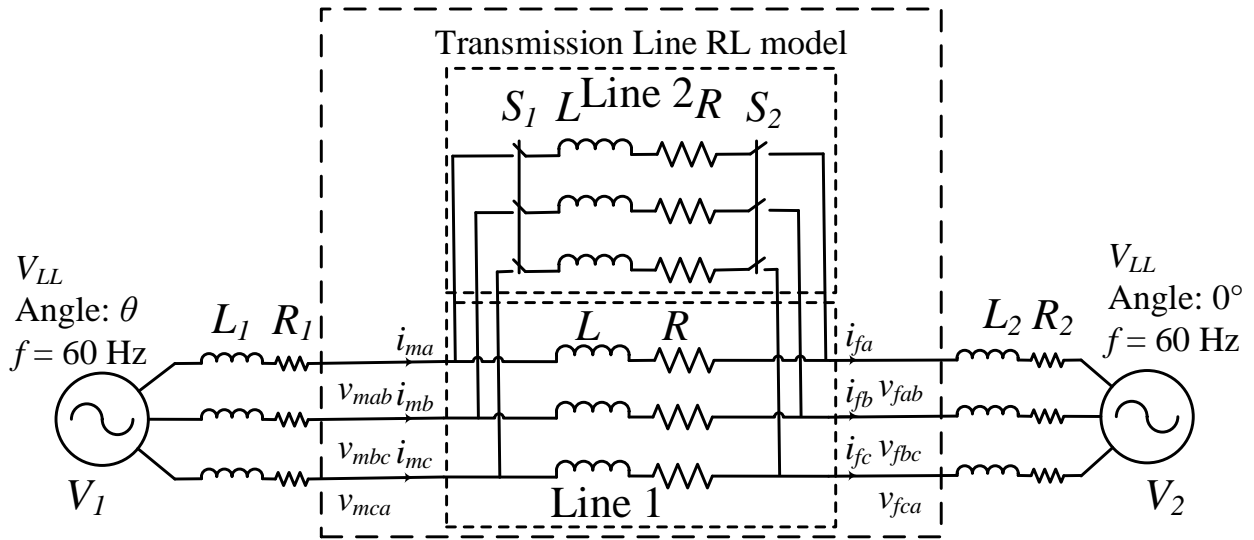 Transmission Line RL model
Line 2
S1 L R S2
VLL
Angle: θ
f = 60 Hz
L1 R1
V1
ima
vmab imb
vmbc imc
vmca
L R
Line 1
ifa
ifb vfab
ifc vfbc
vfca
L2 R2
VLL
Angle: 0°
f = 60 Hz
V2